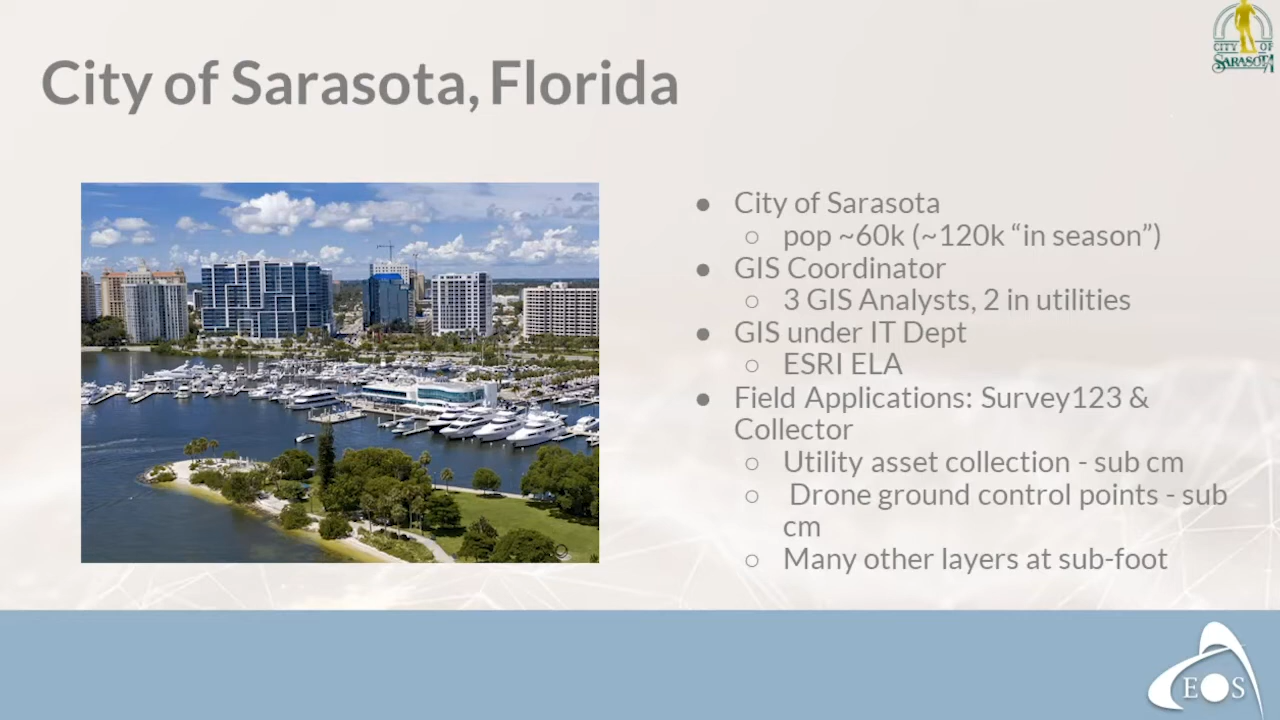 CITY OF
SARASOTA
City of Sarasota, Florida
● City of Sarasota
○ pop ~60k (~120k “in season”)
● GIS Coordinator
○ 3 GIS Analysts, 2 in utilities
● GIS under IT Dept
○ ESRI ELA
● Field Applications: Survey123 &
Collector
○ Utility asset collection - sub cm
○ Drone ground control points - sub
cm
○ Many other layers at sub-foot
EOS